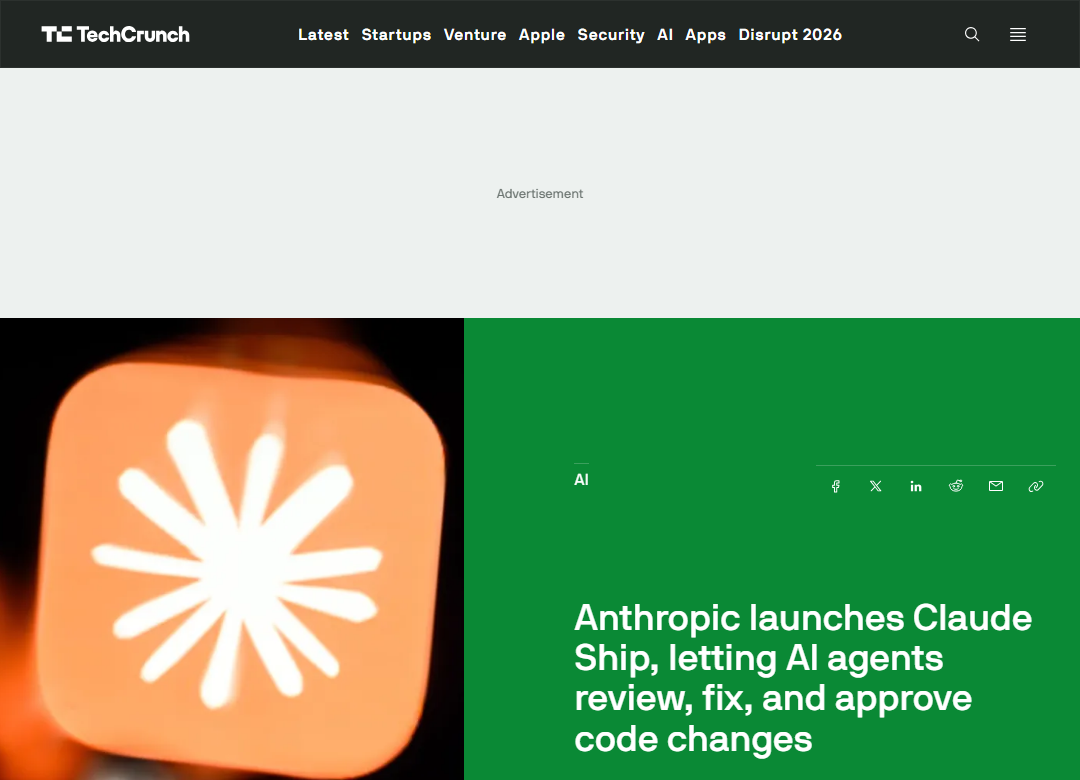 TechCrunch
Latest Startups Venture Apple Security AI Apps Disrupt 2026
Advertisement
AI
Anthropic launches Claude
Ship, letting AI agents
review, fix, and approve
code changes